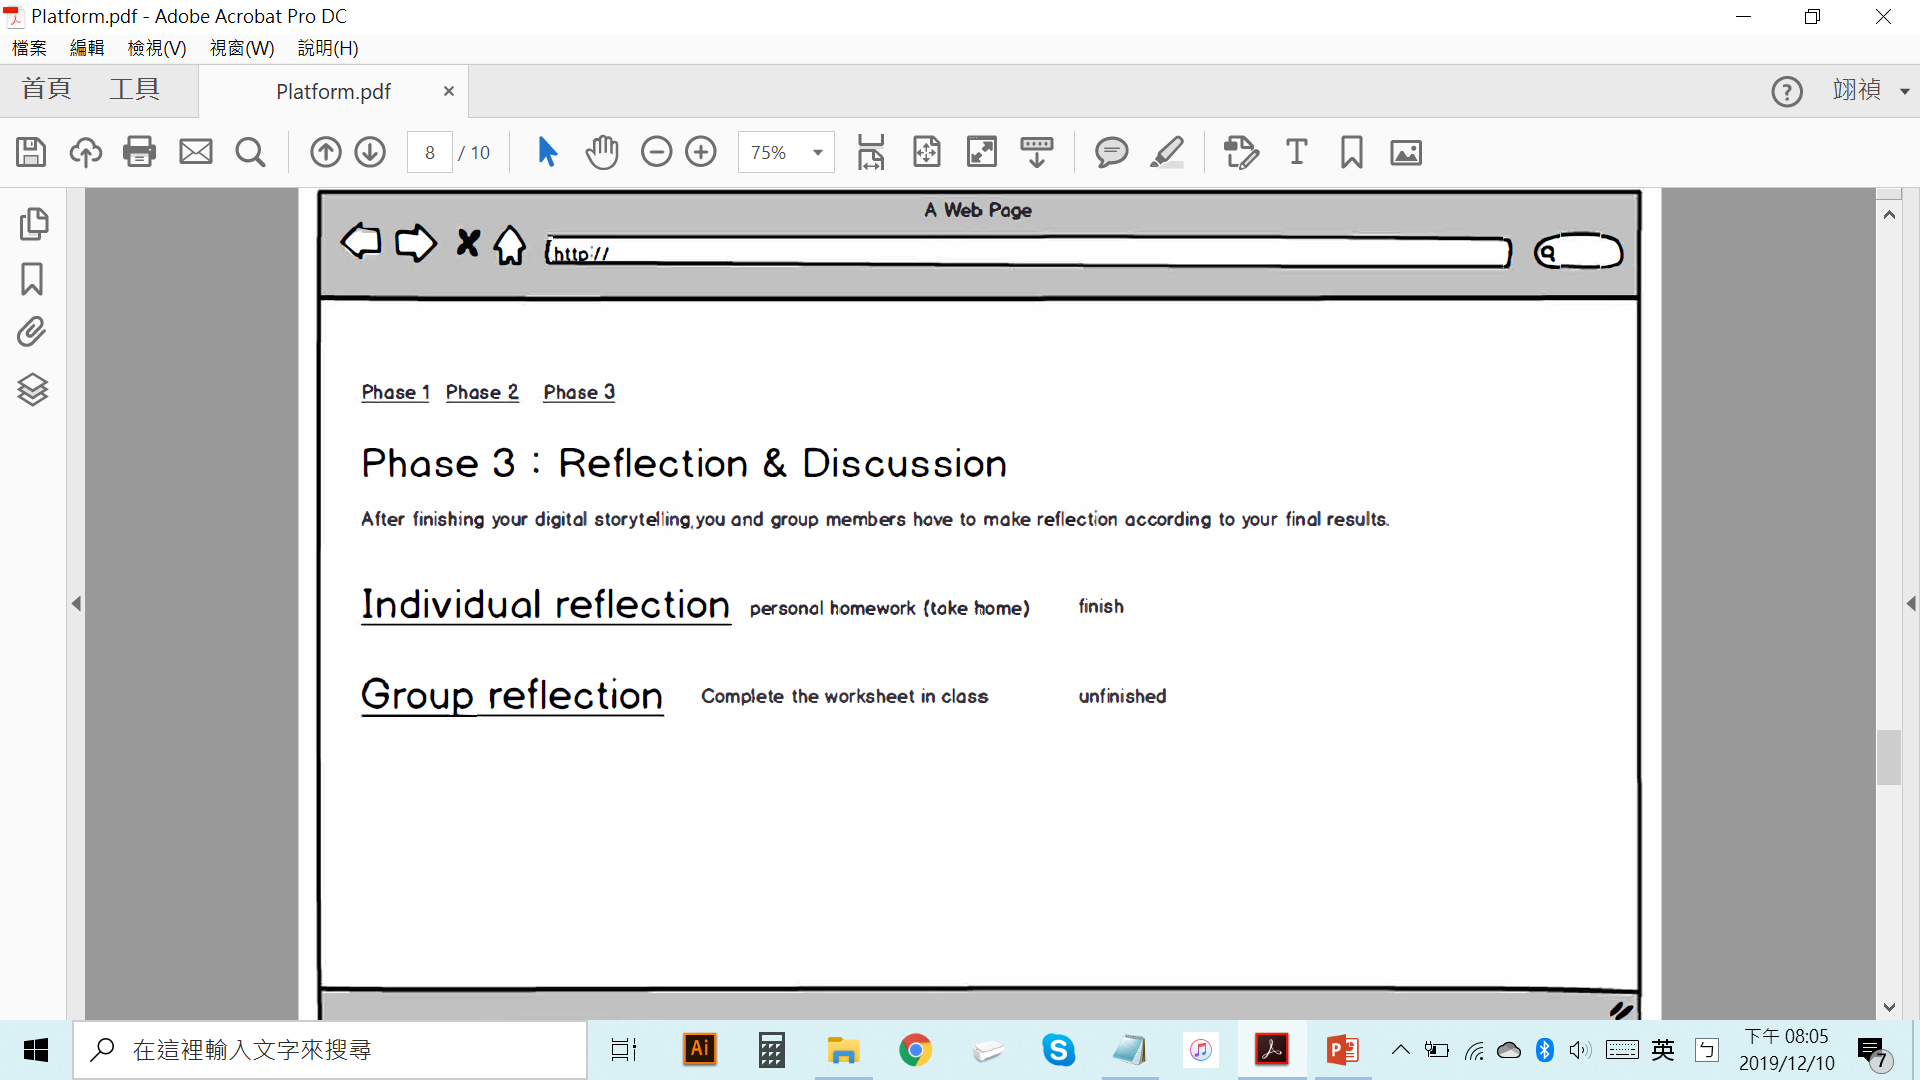 Platform.pdf - Adobe Acrobat Pro DC
檔案 編輯 檢視(V) 視窗(W) 說明(H)
首頁 工具 Platform.pdf × ? 翊禎
8 / 10 75%
A Web Page
http://
Phase 1 Phase 2 Phase 3
Phase 3 : Reflection & Discussion
After finishing your digital storytelling,you and group members have to make reflection according to your final results.
Individual reflection personal homework (take home) finish
Group reflection Complete the worksheet in class unfinished
在這裡輸入文字來搜尋 Ai S P 英 ㄅ 下午 08:05
2019/12/10 7